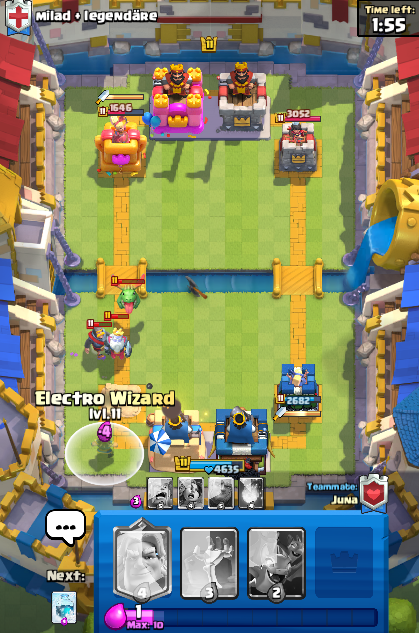 Milad + legendäre
Time left:
1:55
1646
3052
2682
Electro Wizard
lvl.11
4
4635
3
Teammate:
Juna
...
Next:
4
3
2
1
Max: 10